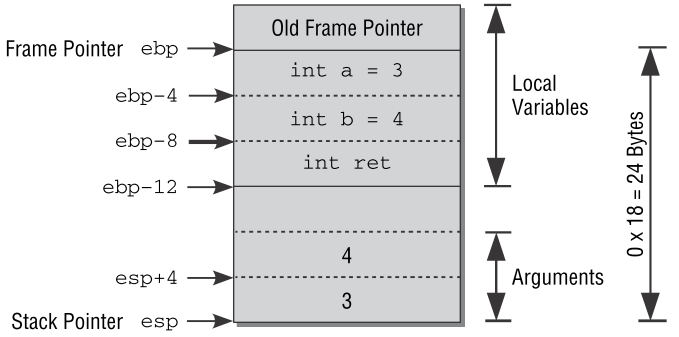 Old Frame Pointer
Frame Pointer ebp
int a = 3
ebp-4
int b = 4
ebp-8
int ret
ebp-12
4
esp+4
3
Stack Pointer esp
Local
Variables
Arguments
0 x 18 = 24 Bytes